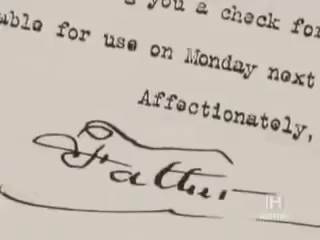 you a check for
able for use on Monday next
Affectionately,
Father
H